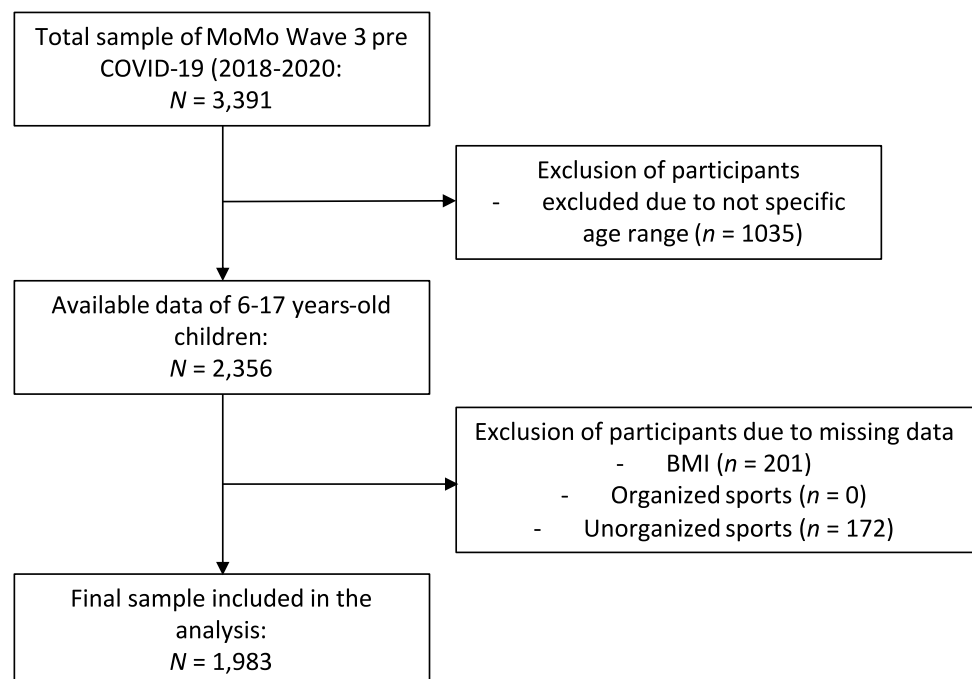 Total sample of MoMo Wave 3 pre
COVID-19 (2018-2020:
N = 3,391
Exclusion of participants
- excluded due to not specific
age range (n = 1035)
Available data of 6-17 years-old
children:
N = 2,356
Exclusion of participants due to missing data
- BMI (n = 201)
- Organized sports (n = 0)
- Unorganized sports (n = 172)
Final sample included in the
analysis:
N = 1,983